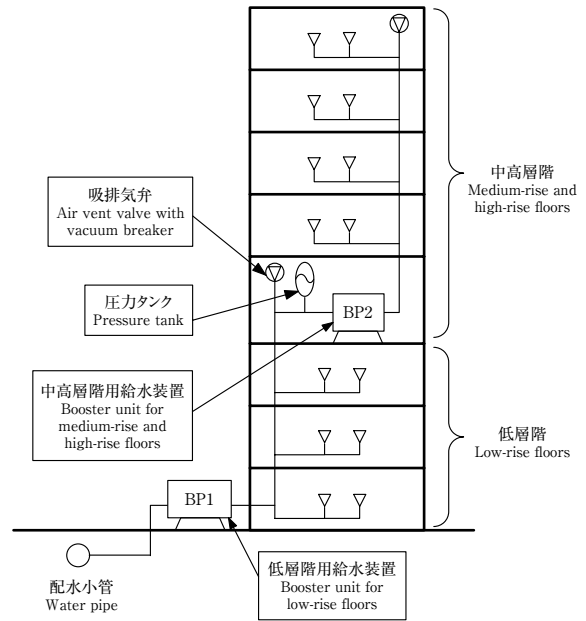 吸排気弁
Air vent valve with
vacuum breaker
圧力タンク
Pressure tank
中高層階用給水装置
Booster unit for
medium-rise and
high-rise floors
BP1
BP2
配水小管
Water pipe
低層階用給水装置
Booster unit for
low-rise floors
中高層階
Medium-rise and
high-rise floors
低層階
Low-rise floors